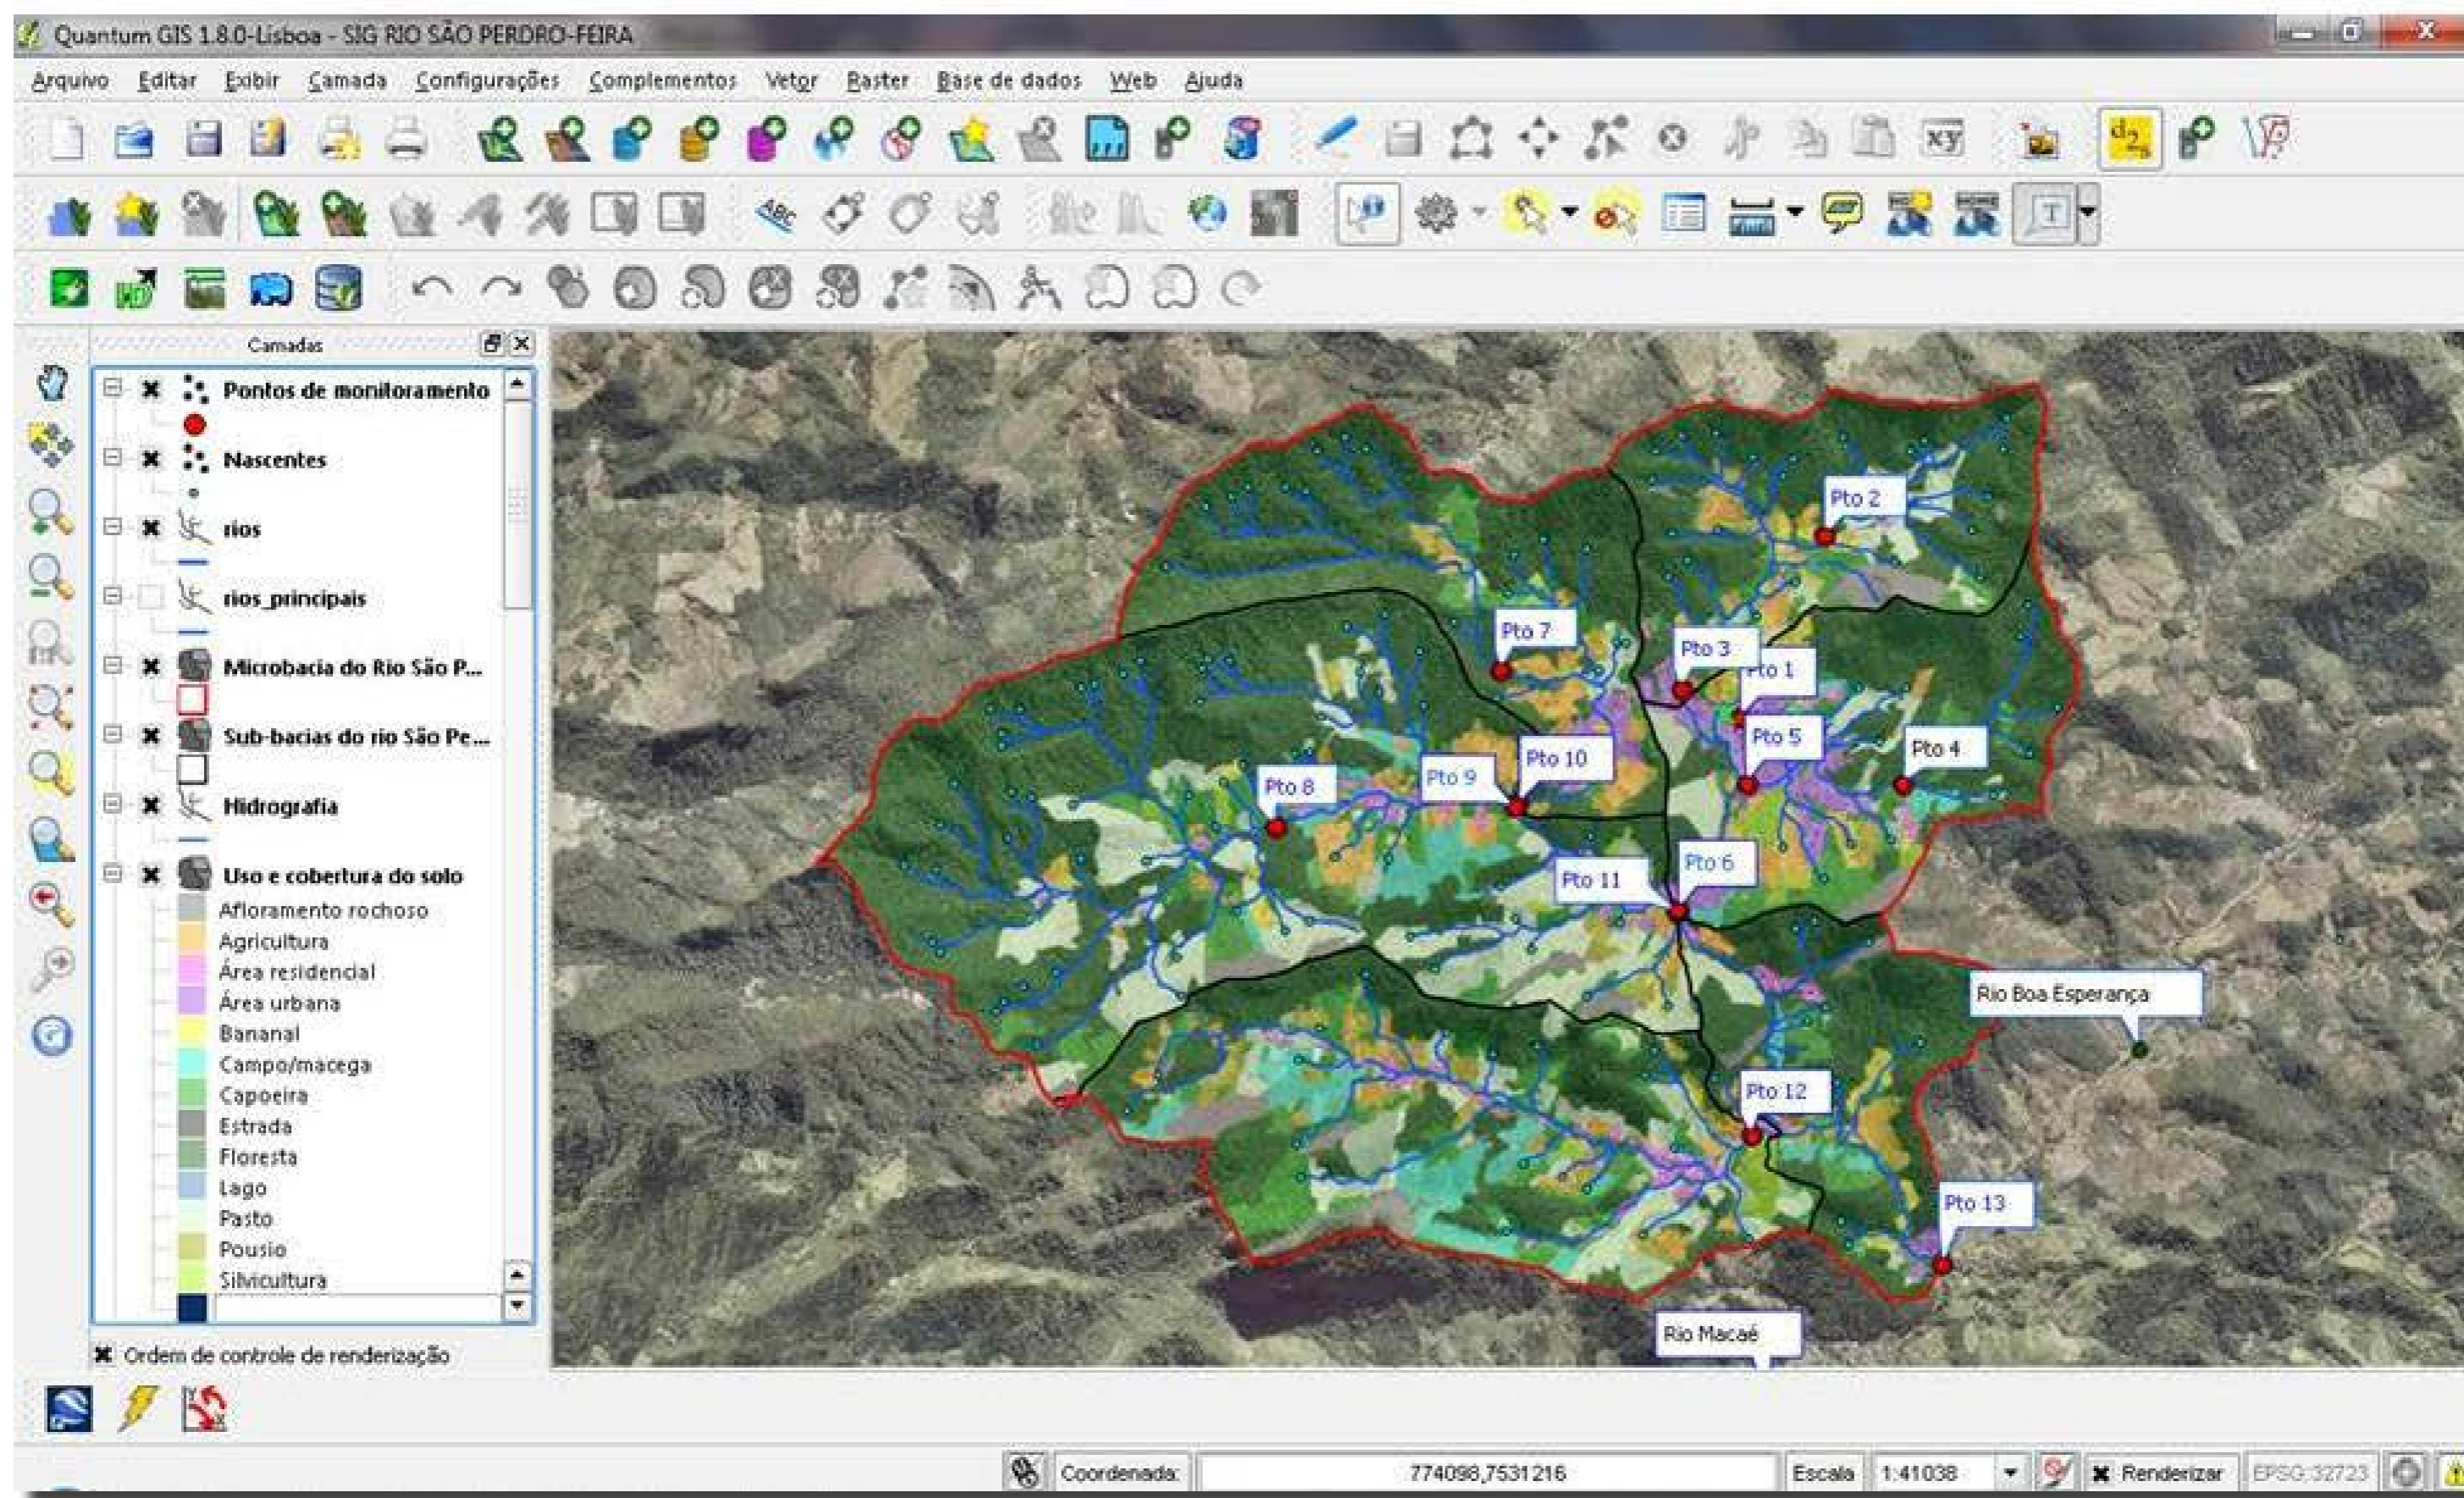 Quantum GIS 1.8.0-Lisboa - SIG RIO SÃO PERDRO-FEIRA
Arquivo Editar Exibir Camada Configurações Complementos Vetor Raster Base de dados Web Ajuda
Camadas
Pontos de monitoramento
Nascentes
rios
rios_principais
Microbacia do Rio São P...
Sub-bacias do rio São Pe...
Hidrografia
Uso e cobertura do solo
Afloramento rochoso
Agricultura
Área residencial
Área urbana
Bananal
Campo/macega
Capoeira
Estrada
Floresta
Lago
Pasto
Pousio
Silvicultura
Ordem de controle de renderização
Pto 2
Pto 7
Pto 3
Pto 1
Pto 5
Pto 4
Pto 10
Pto 9
Pto 8
Pto 6
Pto 11
Rio Boa Esperança
Pto 12
Pto 13
Rio Macaé
Coordenada: 774098,7531216 Escala 1:41038 Renderizar EPSG:32723